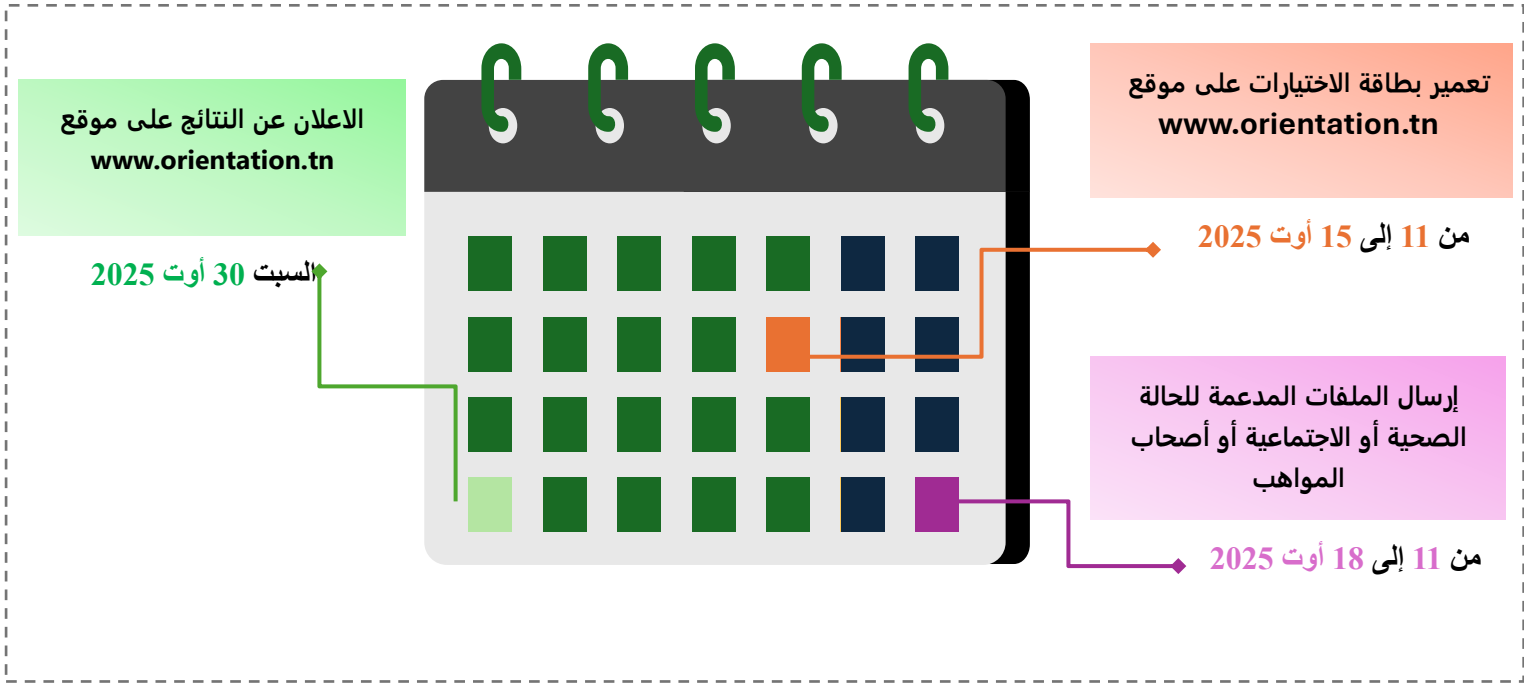 تعمير بطاقة الاختيارات على موقع
www.orientation.tn
من 11 إلى 15 أوت 2025
إرسال الملفات المدعمة للحالة
الصحية أو الاجتماعية أو أصحاب
المواهب
من 11 إلى 18 أوت 2025
الاعلان عن النتائج على موقع
www.orientation.tn
السبت 30 أوت 2025